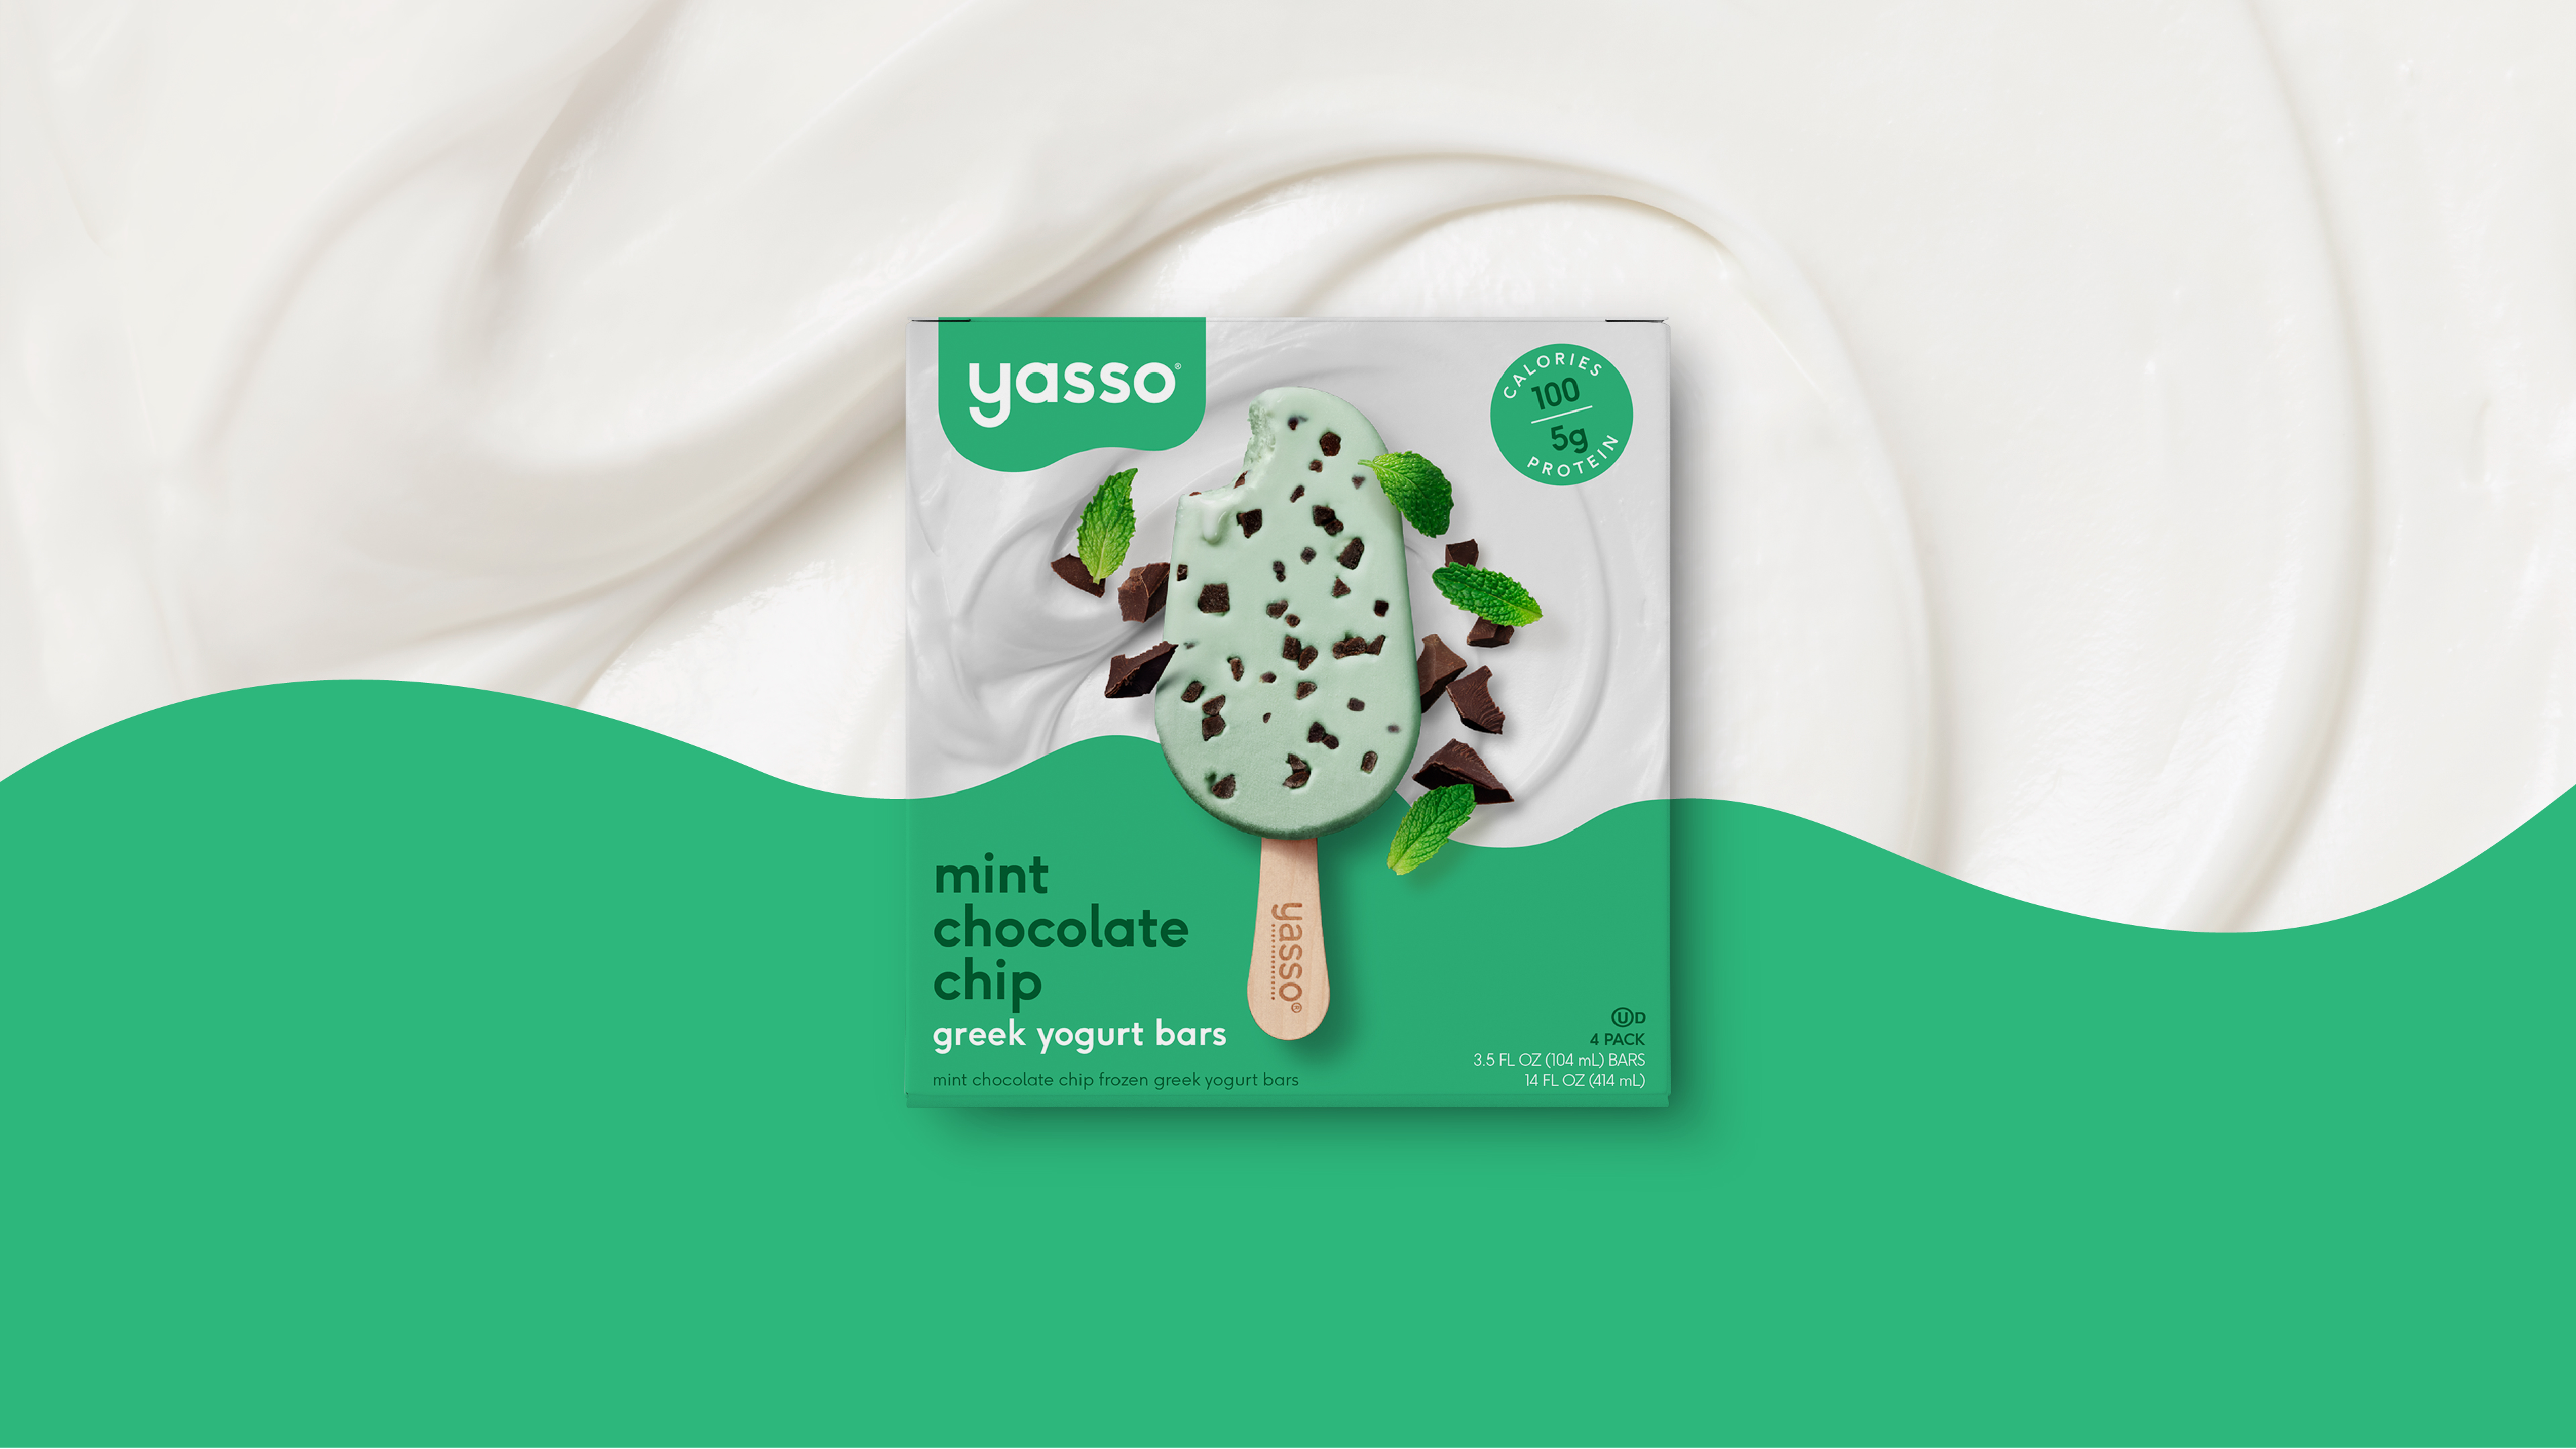 yasso®
CALORIES
100
5g
PROTEIN
yasso®
mint
chocolate
chip
greek yogurt bars
mint chocolate chip frozen greek yogurt bars
UD
4 PACK
3.5 FL OZ (104 mL) BARS
14 FL OZ (414 mL)